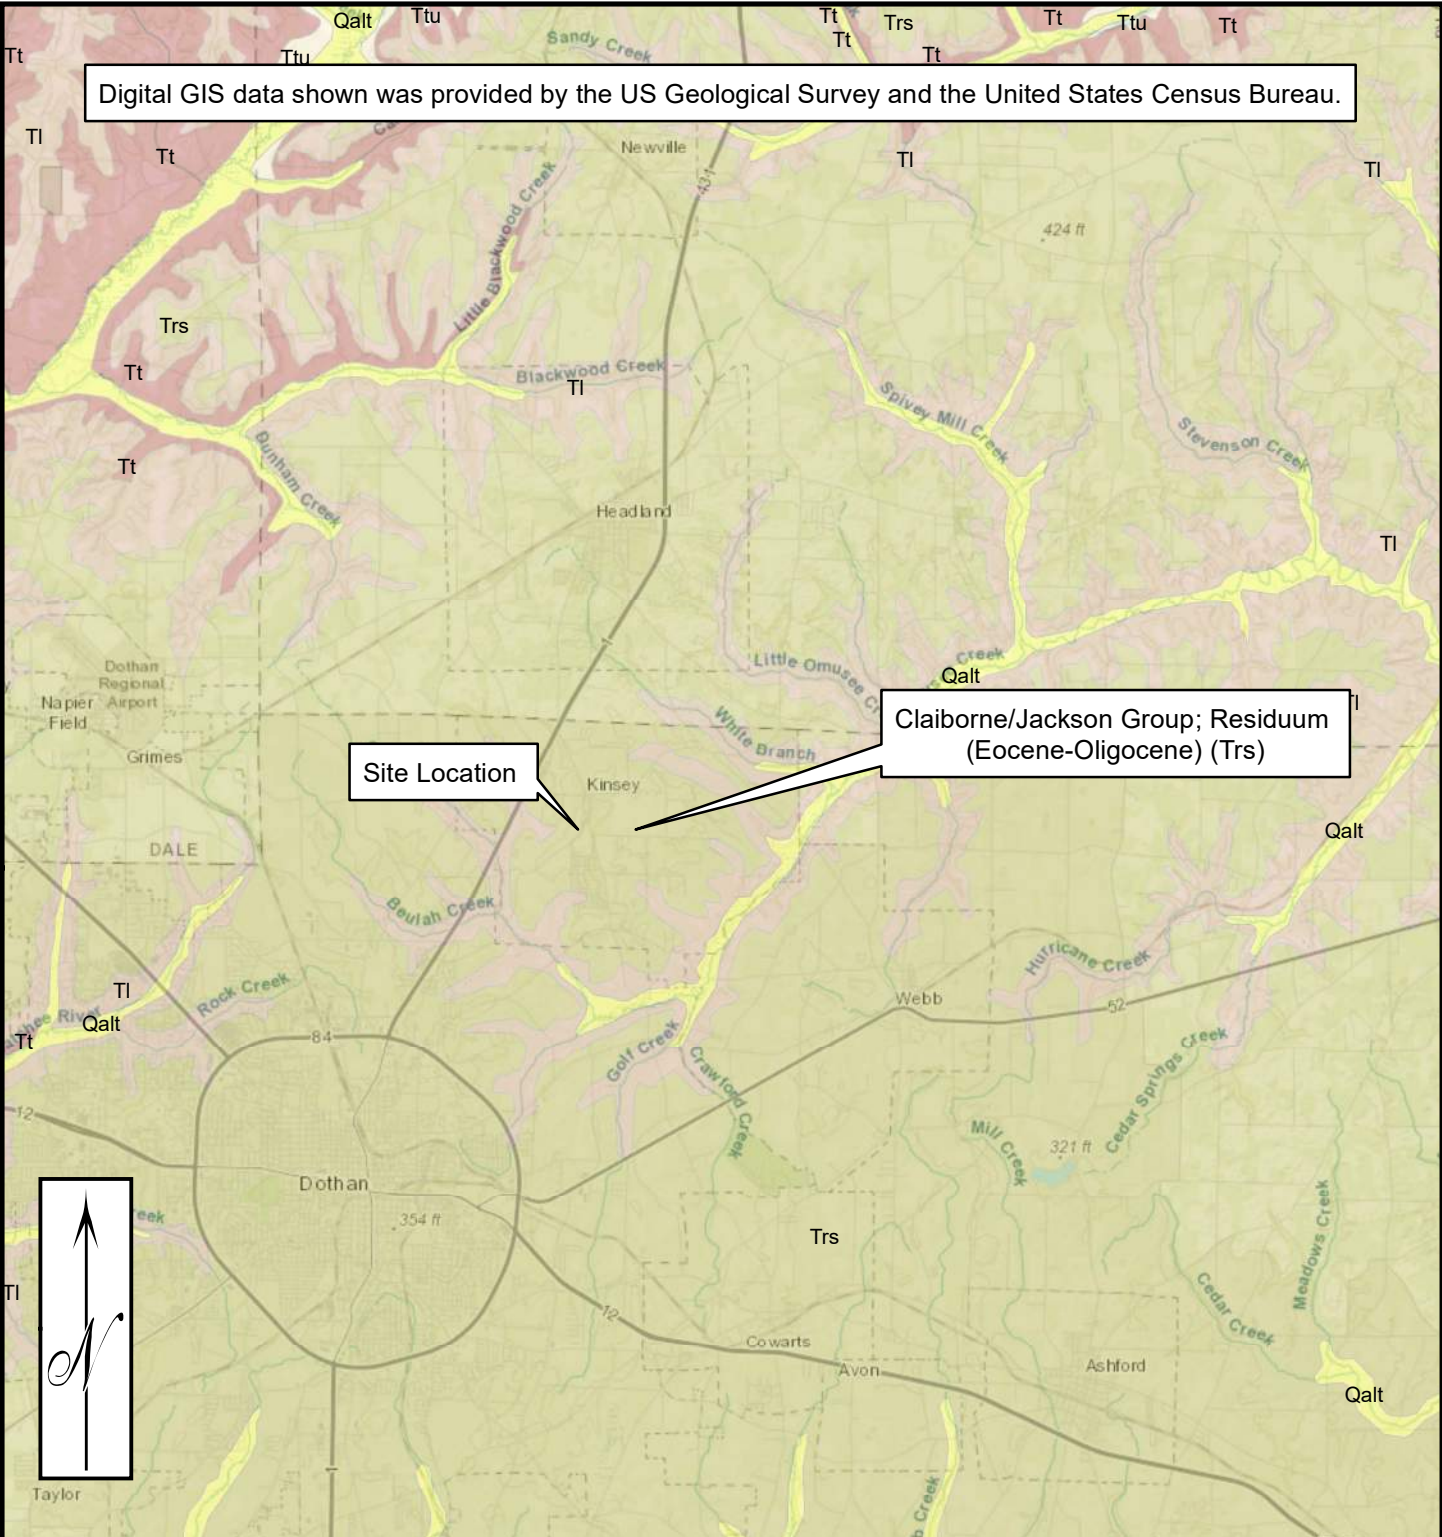 Qalt
Ttu
Tt
Trs
Tt
Ttu
Tt
Tt
Ttu
Tt
Tt
Sandy Creek
Digital GIS data shown was provided by the US Geological Survey and the United States Census Bureau.
Tl
Tt
Newville
431
Tl
Tl
Little Blackwood Creek
424 ft
Trs
Tt
Blackwood Creek
Tl
Spivey Mill Creek
Stevenson Creek
Tt
Dunham Creek
Headland
Tl
1
Little Omusee
Creek
Qalt
Dothan
Regional
Airport
Napier
Field
Grimes
White Branch
Claiborne/Jackson Group; Residuum
(Eocene-Oligocene) (Trs)
Tl
Site Location
Kinsey
Qalt
DALE
Beulah Creek
Hurricane Creek
Tl
Rock Creek
River
Qalt
Tt
Webb
52
84
Golf Creek
Crawford Creek
Cedar Springs Creek
12
Mill Creek
321 ft
Dothan
354 ft
Trs
Meadows Creek
Tl
N
12
Cedar Creek
Cowarts
Avon
Ashford
Qalt
1
Taylor
Creek